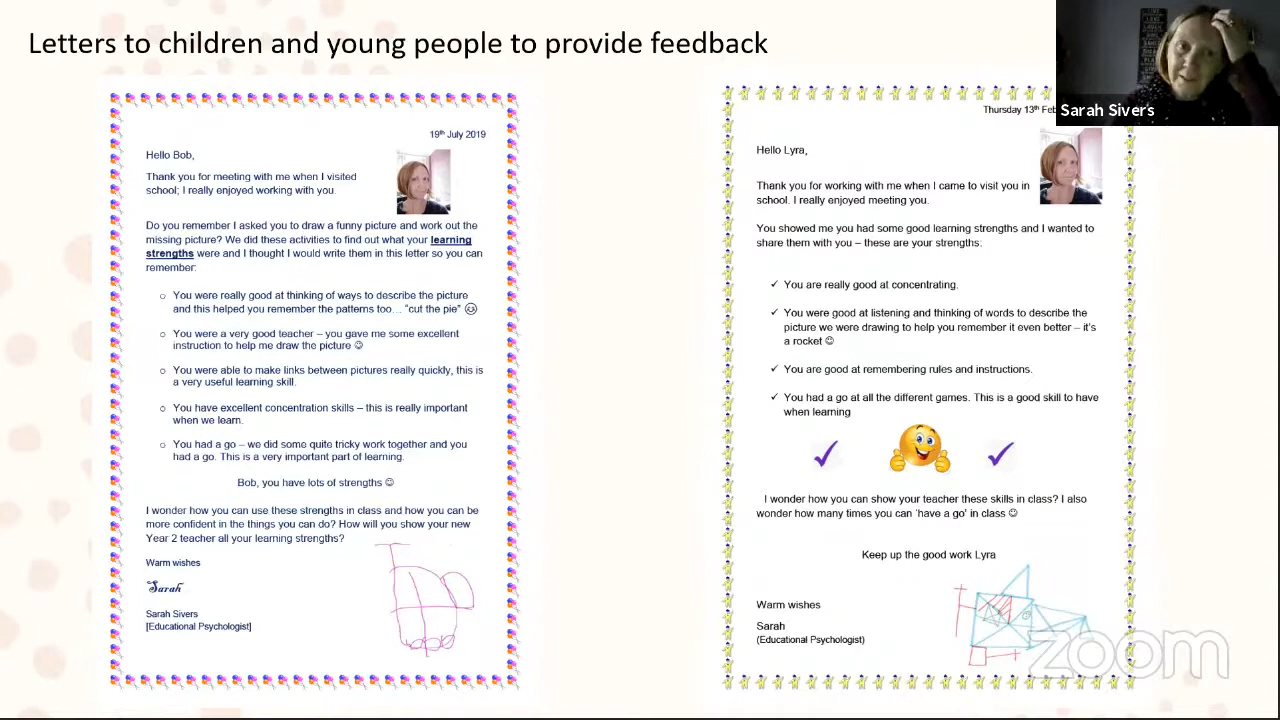 Letters to children and young people to provide feedback
Sarah Sivers
19th July 2019
Hello Bob,
Thank you for meeting with me when I visited
school; I really enjoyed working with you.
Do you remember I asked you to draw a funny picture and work out the
missing picture? We did these activities to find out what your learning
strengths were and I thought I would write them in this letter so you can
remember:
o You were really good at thinking of ways to describe the picture
and this helped you remember the patterns too… “cut the pie” 😊
o You were a very good teacher – you gave me some excellent
instruction to help me draw the picture ☺
o You were able to make links between pictures really quickly, this is
a very useful learning skill.
o You have excellent concentration skills – this is really important
when we learn.
o You had a go – we did some quite tricky work together and you
had a go. This is a very important part of learning.
Bob, you have lots of strengths ☺
I wonder how you can use these strengths in class and how you can be
more confident in the things you can do? How will you show your new
Year 2 teacher all your learning strengths?
Warm wishes
Sarah
Sarah Sivers
[Educational Psychologist]
Thursday 13th Feb
Hello Lyra,
Thank you for working with me when I came to visit you in
school. I really enjoyed meeting you.
You showed me you had some good learning strengths and I wanted to
share them with you – these are your strengths:
✓ You are really good at concentrating.
✓ You were good at listening and thinking of words to describe the
picture we were drawing to help you remember it even better – it’s
a rocket ☺
✓ You are good at remembering rules and instructions.
✓ You had a go at all the different games. This is a good skill to have
when learning
I wonder how you can show your teacher these skills in class? I also
wonder how many times you can ‘have a go’ in class ☺
Keep up the good work Lyra
Warm wishes
Sarah
(Educational Psychologist)
zoom